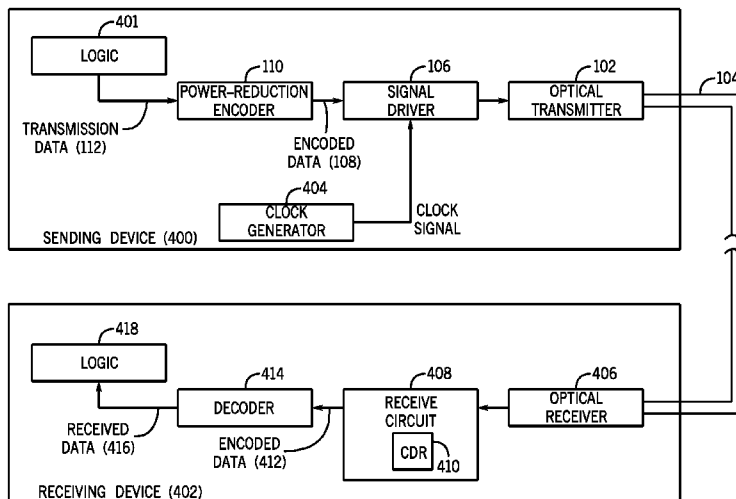 401
LOGIC
110
POWER-REDUCTION
ENCODER
106
SIGNAL
DRIVER
102
OPTICAL
TRANSMITTER
104
TRANSMISSION
DATA (112)
ENCODED
DATA (108)
404
CLOCK
GENERATOR
CLOCK
SIGNAL
SENDING DEVICE (400)
418
LOGIC
414
DECODER
408
RECEIVE
CIRCUIT
CDR
410
406
OPTICAL
RECEIVER
RECEIVED
DATA (416)
ENCODED
DATA (412)
RECEIVING DEVICE (402)